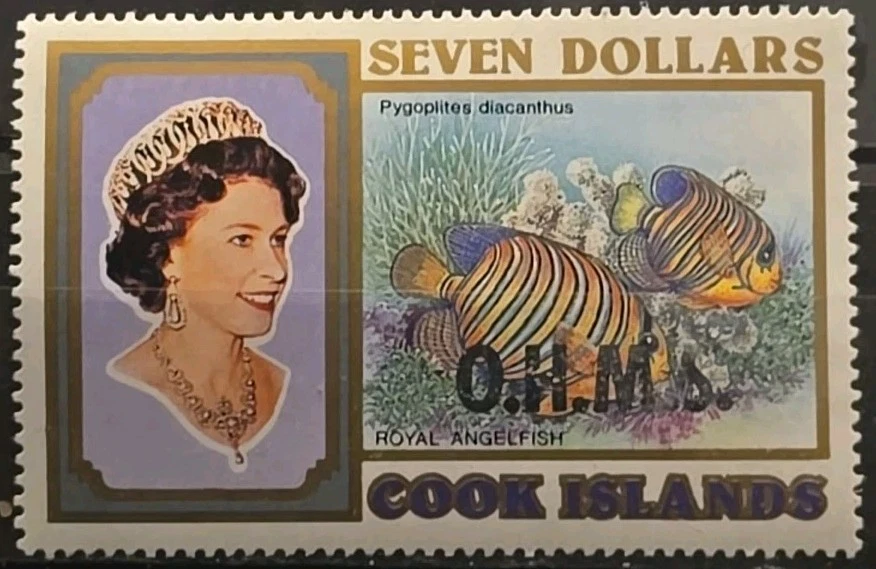 SEVEN DOLLARS
Pygoplites diacanthus
O.H.M.s.
ROYAL ANGELFISH
COOK ISLANDS